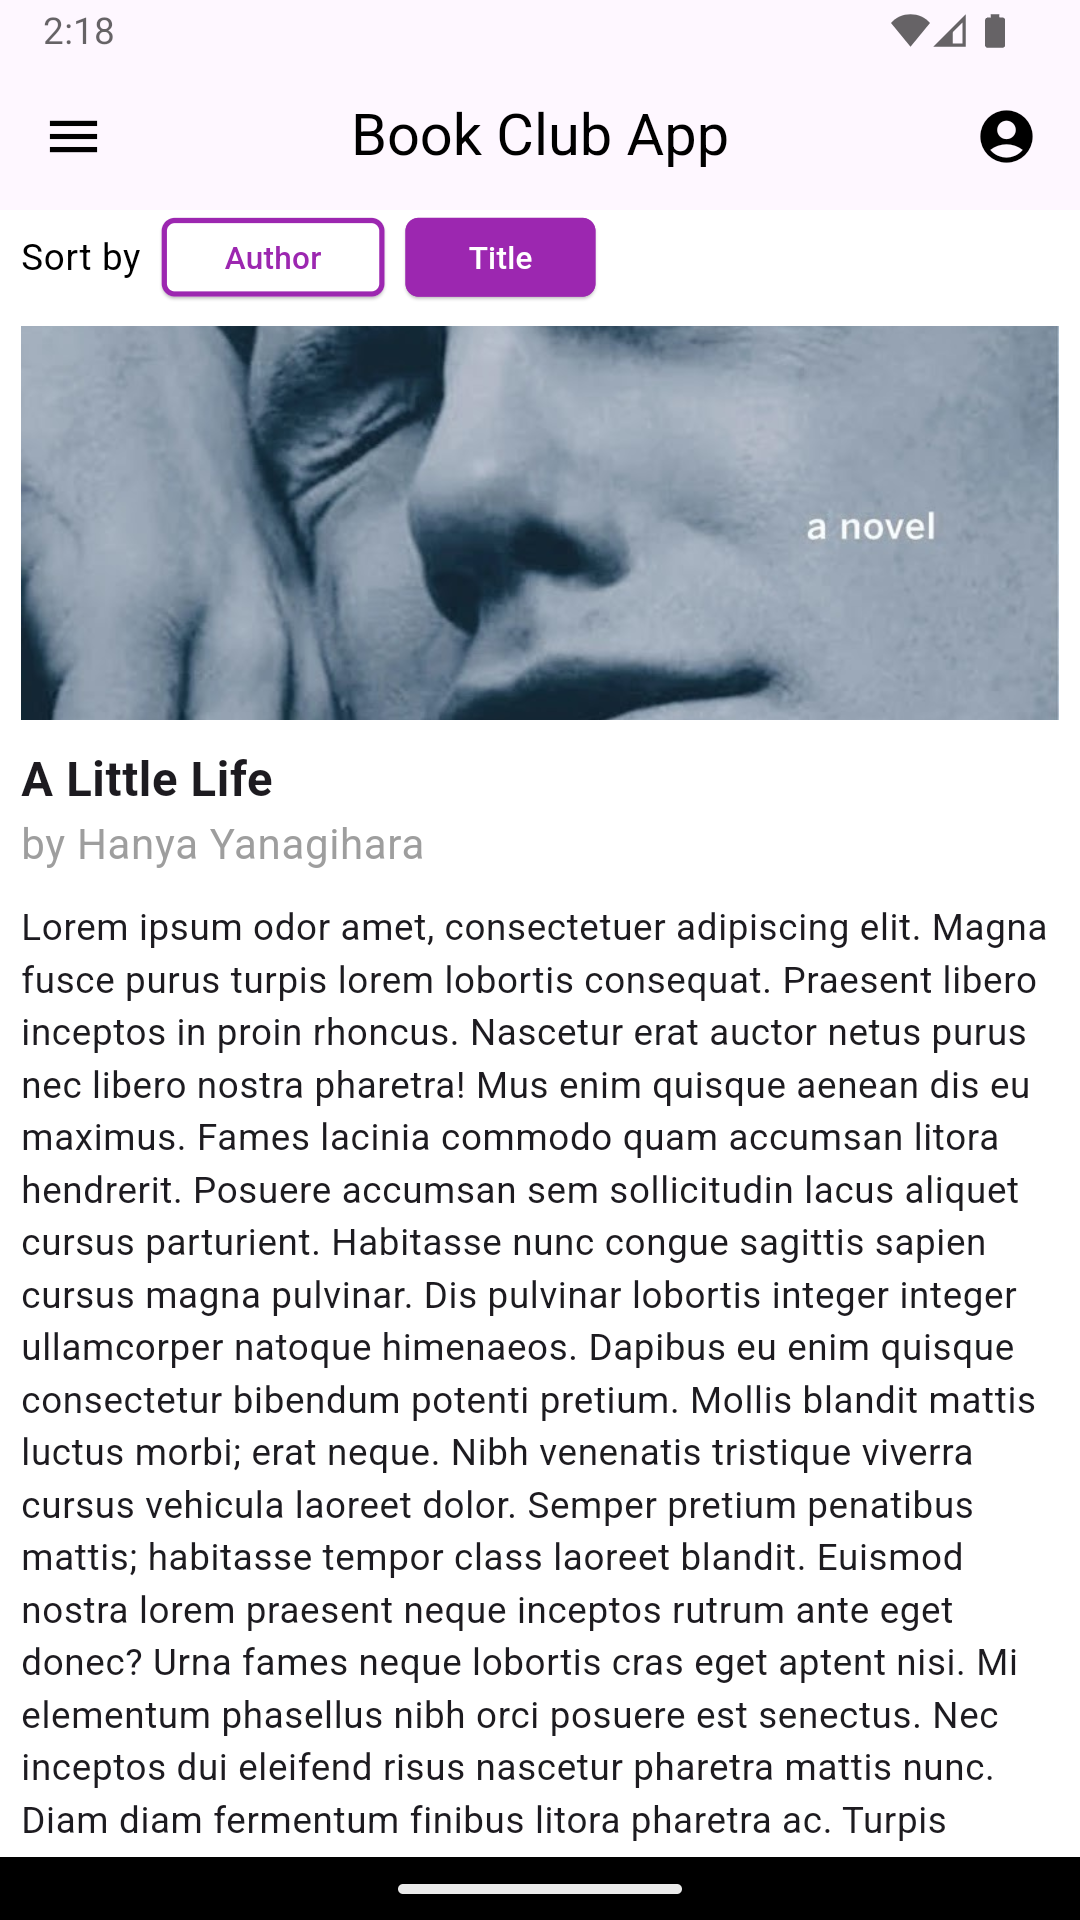 2:18
Book Club App
Sort by Author Title
a novel
A Little Life
by Hanya Yanagihara
Lorem ipsum odor amet, consectetuer adipiscing elit. Magna
fusce purus turpis lorem lobortis consequat. Praesent libero
inceptos in proin rhoncus. Nascetur erat auctor netus purus
nec libero nostra pharetra! Mus enim quisque aenean dis eu
maximus. Fames lacinia commodo quam accumsan litora
hendrerit. Posuere accumsan sem sollicitudin lacus aliquet
cursus parturient. Habitasse nunc congue sagittis sapien
cursus magna pulvinar. Dis pulvinar lobortis integer integer
ullamcorper natoque himenaeos. Dapibus eu enim quisque
consectetur bibendum potenti pretium. Mollis blandit mattis
luctus morbi; erat neque. Nibh venenatis tristique viverra
cursus vehicula laoreet dolor. Semper pretium penatibus
mattis; habitasse tempor class laoreet blandit. Euismod
nostra lorem praesent neque inceptos rutrum ante eget
donec? Urna fames neque lobortis cras eget aptent nisi. Mi
elementum phasellus nibh orci posuere est senectus. Nec
inceptos dui eleifend risus nascetur pharetra mattis nunc.
Diam diam fermentum finibus litora pharetra ac. Turpis